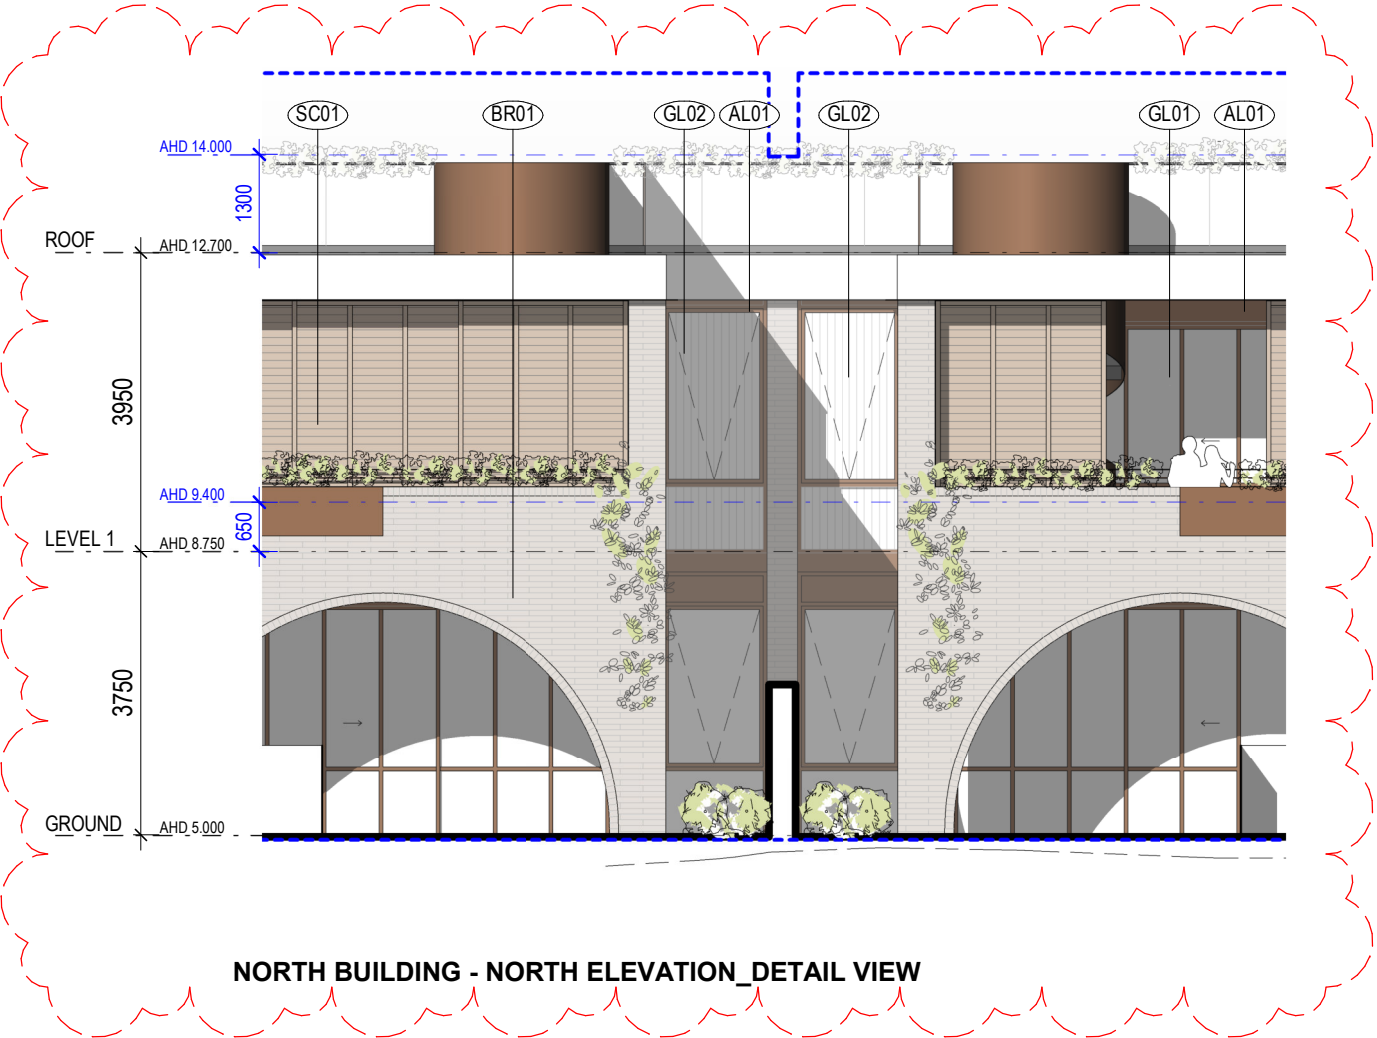 SC01 BR01 GL02 AL01 GL02 GL01 AL01
AHD 14.000
1300
ROOF AHD 12.700
3950
AHD 9.400
650
LEVEL 1 AHD 8.750
3750
GROUND AHD 5.000
NORTH BUILDING - NORTH ELEVATION_DETAIL VIEW